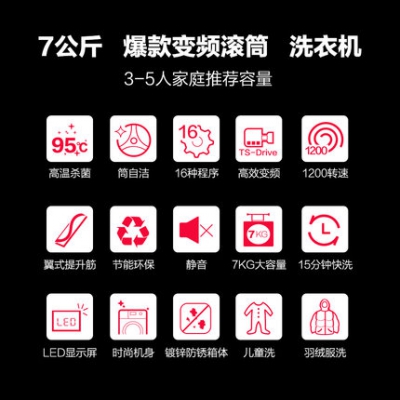 7公斤 爆款变频滚筒 洗衣机
3-5人家庭推荐容量
95℃
16
TS-Drive
1200
高温杀菌
筒自洁
16种程序
高效变频
1200转速
7KG
翼式提升筋
节能环保
静音
7KG大容量
15分钟快洗
LED
LED显示屏
时尚机身
镀锌防锈箱体
儿童洗
羽绒服洗